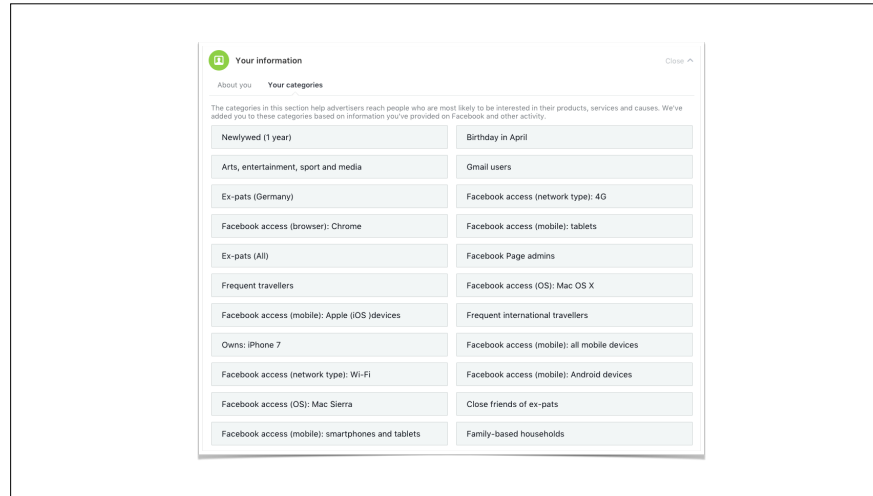 Your information
Close
About you Your categories
The categories in this section help advertisers reach people who are most likely to be interested in their products, services and causes. We've
added you to these categories based on information you've provided on Facebook and other activity.
Newlywed (1 year) Birthday in April
Arts, entertainment, sport and media Gmail users
Ex-pats (Germany) Facebook access (network type): 4G
Facebook access (browser): Chrome Facebook access (mobile): tablets
Ex-pats (All) Facebook Page admins
Frequent travellers Facebook access (OS): Mac OS X
Facebook access (mobile): Apple (iOS )devices Frequent international travellers
Owns: iPhone 7 Facebook access (mobile): all mobile devices
Facebook access (network type): Wi-Fi Facebook access (mobile): Android devices
Facebook access (OS): Mac Sierra Close friends of ex-pats
Facebook access (mobile): smartphones and tablets Family-based households